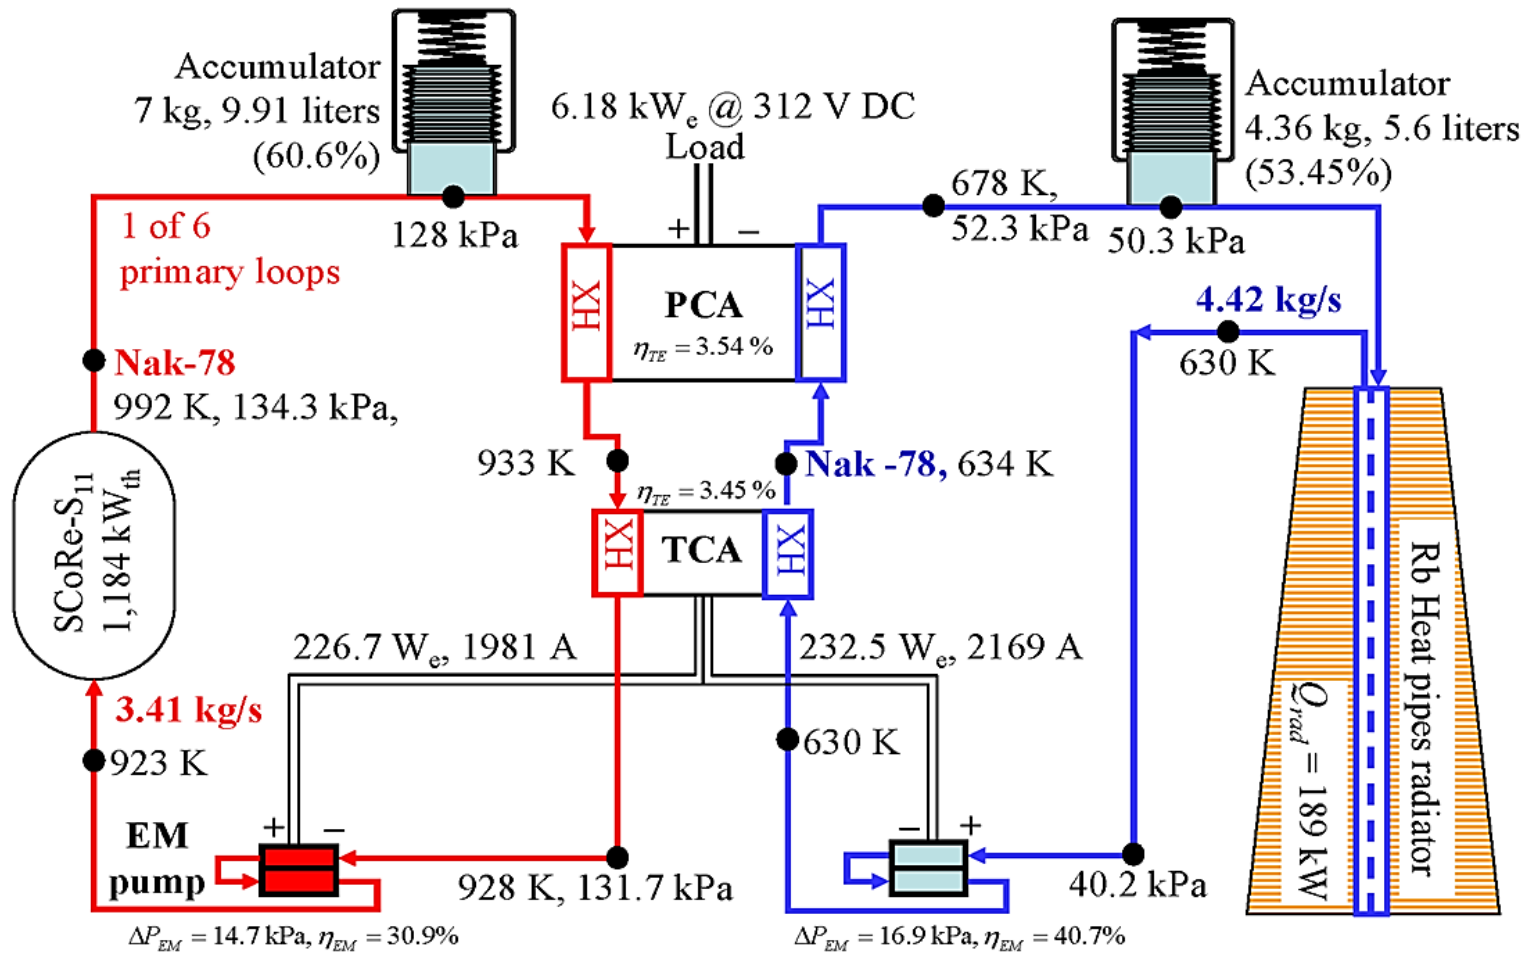 Accumulator
7 kg, 9.91 liters
(60.6%)
6.18 kWe @ 312 V DC
Load
Accumulator
4.36 kg, 5.6 liters
(53.45%)
1 of 6
primary loops
128 kPa
+ −
678 K,
52.3 kPa
50.3 kPa
HX
PCA
ηTE = 3.54 %
HX
4.42 kg/s
630 K
Nak-78
992 K, 134.3 kPa,
933 K
Nak -78, 634 K
ηTE = 3.45 %
HX
TCA
HX
SCoRe-S11
1,184 kWth
226.7 We, 1981 A
232.5 We, 2169 A
3.41 kg/s
923 K
630 K
Rb Heat pipes radiator
Qrad = 189 kW
EM
pump
+ −
− +
928 K, 131.7 kPa
40.2 kPa
ΔPEM = 14.7 kPa, ηEM = 30.9%
ΔPEM = 16.9 kPa, ηEM = 40.7%